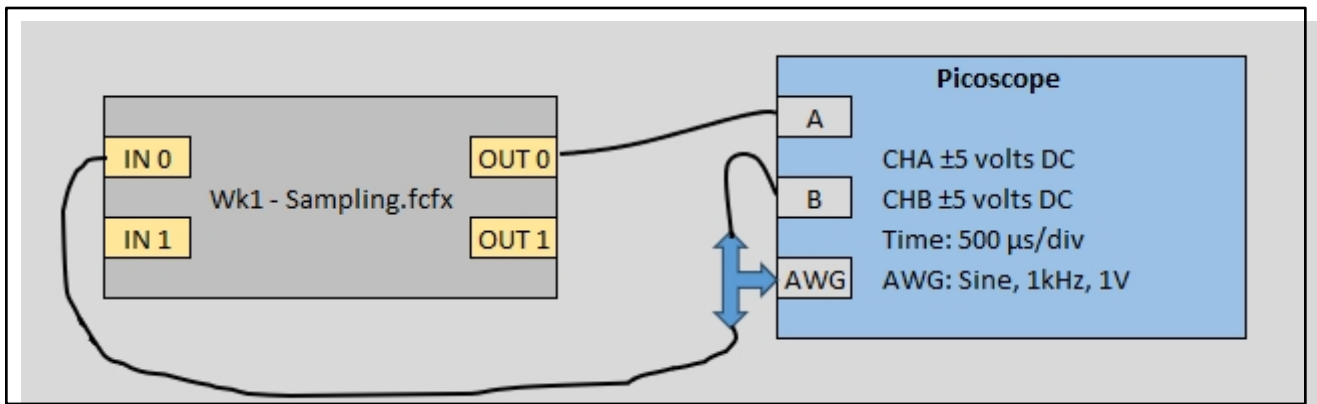 Picoscope
A
IN 0
OUT 0
CHA ±5 volts DC
Wk1 - Sampling.fcfx
B
CHB ±5 volts DC
IN 1
OUT 1
Time: 500 µs/div
AWG
AWG: Sine, 1kHz, 1V